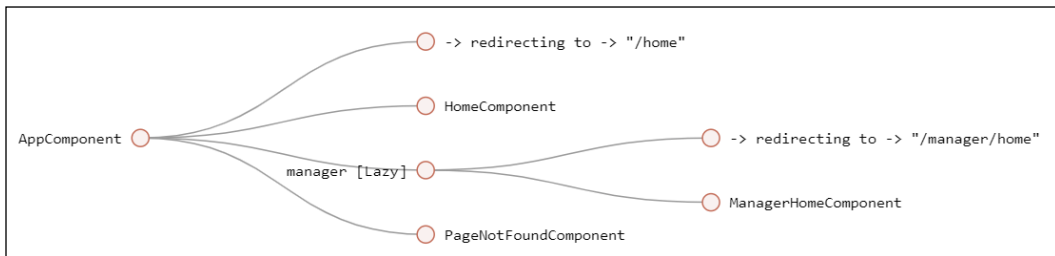 -> redirecting to -> "/home"
HomeComponent
AppComponent
-> redirecting to -> "/manager/home"
manager [Lazy]
ManagerHomeComponent
PageNotFoundComponent